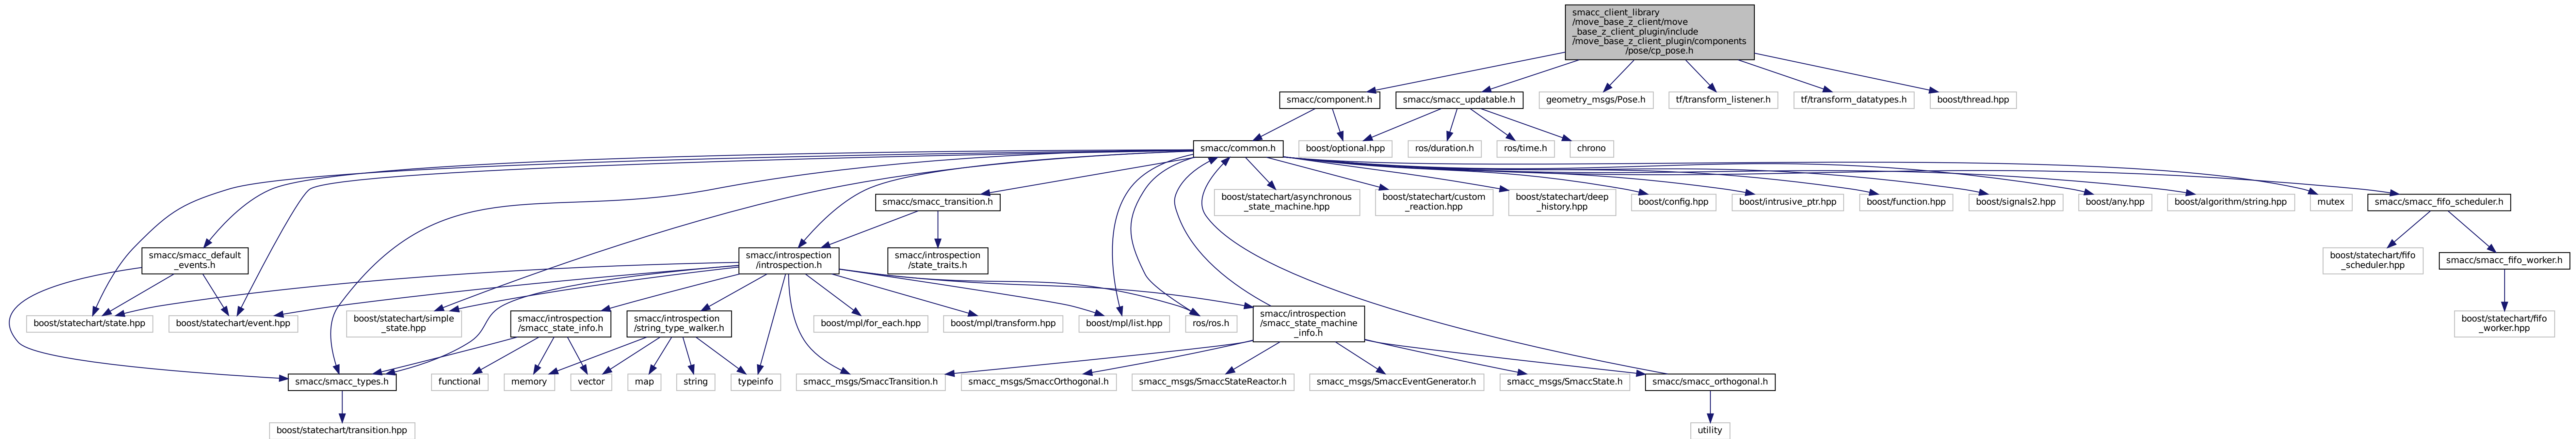 smacc_client_library
/move_base_z_client/move
_base_z_client_plugin/include
/move_base_z_client_plugin/components
/pose/cp_pose.h
smacc/component.h
smacc/smacc_updatable.h
geometry_msgs/Pose.h
tf/transform_listener.h
tf/transform_datatypes.h
boost/thread.hpp
smacc/common.h
boost/optional.hpp
ros/duration.h
ros/time.h
chrono
smacc/smacc_transition.h
boost/statechart/asynchronous
_state_machine.hpp
boost/statechart/custom
_reaction.hpp
boost/statechart/deep
_history.hpp
boost/config.hpp
boost/intrusive_ptr.hpp
boost/function.hpp
boost/signals2.hpp
boost/any.hpp
boost/algorithm/string.hpp
mutex
smacc/smacc_fifo_scheduler.h
smacc/smacc_default
_events.h
smacc/introspection
/introspection.h
smacc/introspection
/state_traits.h
boost/statechart/fifo
_scheduler.hpp
smacc/smacc_fifo_worker.h
boost/statechart/state.hpp
boost/statechart/event.hpp
boost/statechart/simple
_state.hpp
smacc/introspection
/smacc_state_info.h
smacc/introspection
/string_type_walker.h
boost/mpl/for_each.hpp
boost/mpl/transform.hpp
boost/mpl/list.hpp
ros/ros.h
smacc/introspection
/smacc_state_machine
_info.h
boost/statechart/fifo
_worker.hpp
smacc/smacc_types.h
functional
memory
vector
map
string
typeinfo
smacc_msgs/SmaccTransition.h
smacc_msgs/SmaccOrthogonal.h
smacc_msgs/SmaccStateReactor.h
smacc_msgs/SmaccEventGenerator.h
smacc_msgs/SmaccState.h
smacc/smacc_orthogonal.h
boost/statechart/transition.hpp
utility